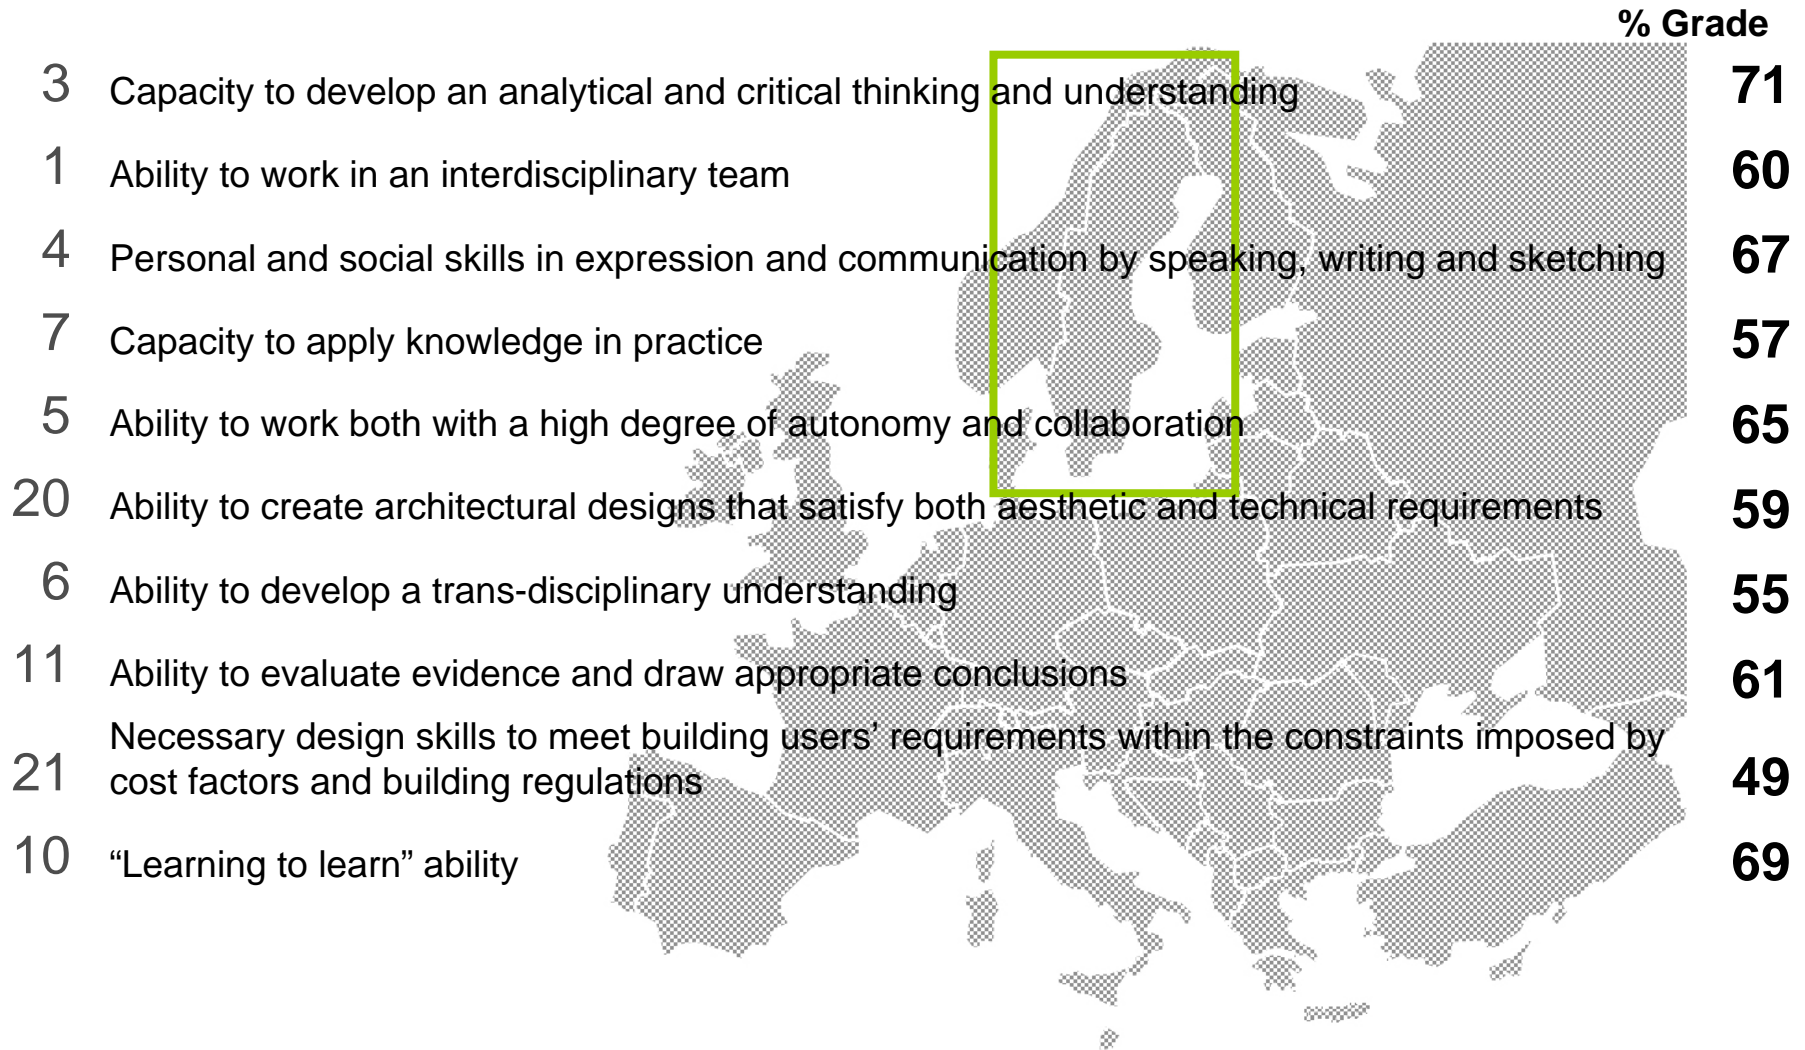 % Grade
3 Capacity to develop an analytical and critical thinking and understanding 71
1 Ability to work in an interdisciplinary team 60
4 Personal and social skills in expression and communication by speaking, writing and sketching 67
7 Capacity to apply knowledge in practice 57
5 Ability to work both with a high degree of autonomy and collaboration 65
20 Ability to create architectural designs that satisfy both aesthetic and technical requirements 59
6 Ability to develop a trans-disciplinary understanding 55
11 Ability to evaluate evidence and draw appropriate conclusions 61
21 Necessary design skills to meet building users’ requirements within the constraints imposed by
cost factors and building regulations 49
10 “Learning to learn” ability 69